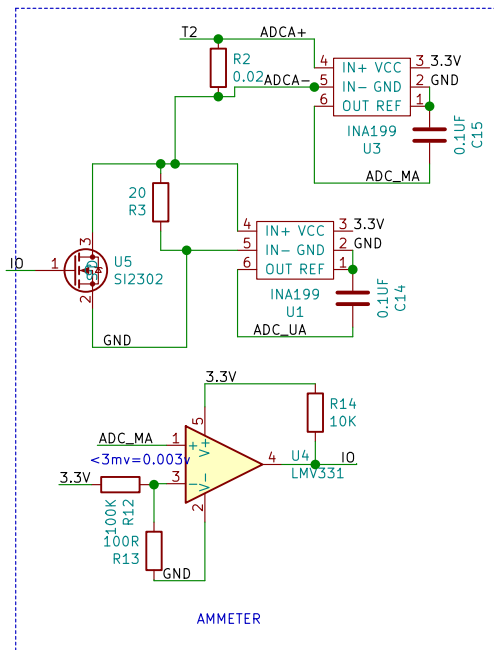 T2
ADCA+
R2
0.02
ADCA-
4 IN+ VCC 3 3.3V
5 IN- GND 2 GND
6 OUT REF 1
INA199
U3
0.1UF
C15
ADC_MA
20
R3
4 IN+ VCC 3 3.3V
5 IN- GND 2 GND
6 OUT REF 1
INA199
U1
0.1UF
C14
ADC_UA
IO
1
3
2
U5
SI2302
GND
3.3V
R14
10K
ADC_MA
1
5
+
V+
<3mv=0.003v
U4
LMV331
4
IO
3.3V
3
-
V-
2
100K
R12
100R
R13
GND
AMMETER